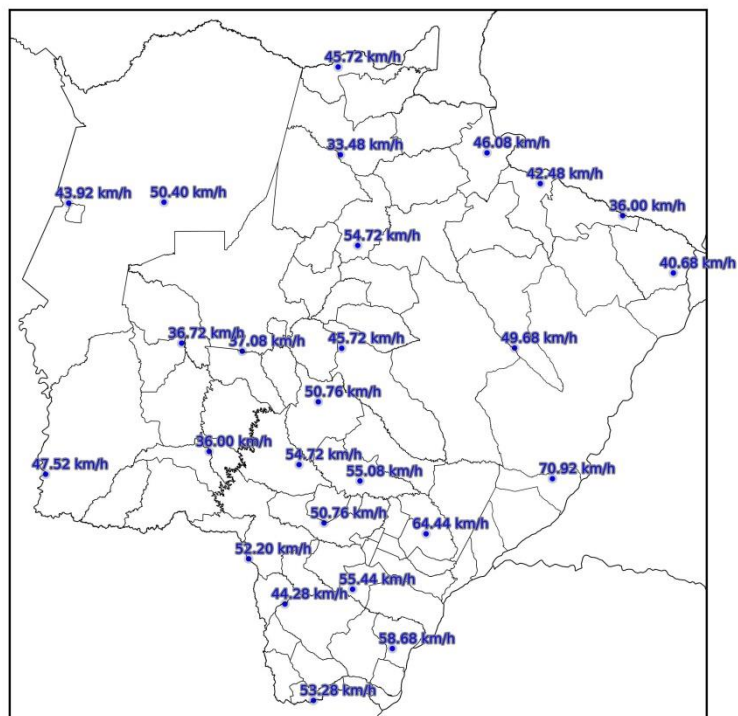 45.72 km/h
33.48 km/h
46.08 km/h
42.48 km/h
43.92 km/h
50.40 km/h
36.00 km/h
54.72 km/h
40.68 km/h
36.72 km/h
37.08 km/h
45.72 km/h
49.68 km/h
50.76 km/h
36.00 km/h
54.72 km/h
47.52 km/h
55.08 km/h
70.92 km/h
50.76 km/h
64.44 km/h
52.20 km/h
55.44 km/h
44.28 km/h
58.68 km/h
53.28 km/h